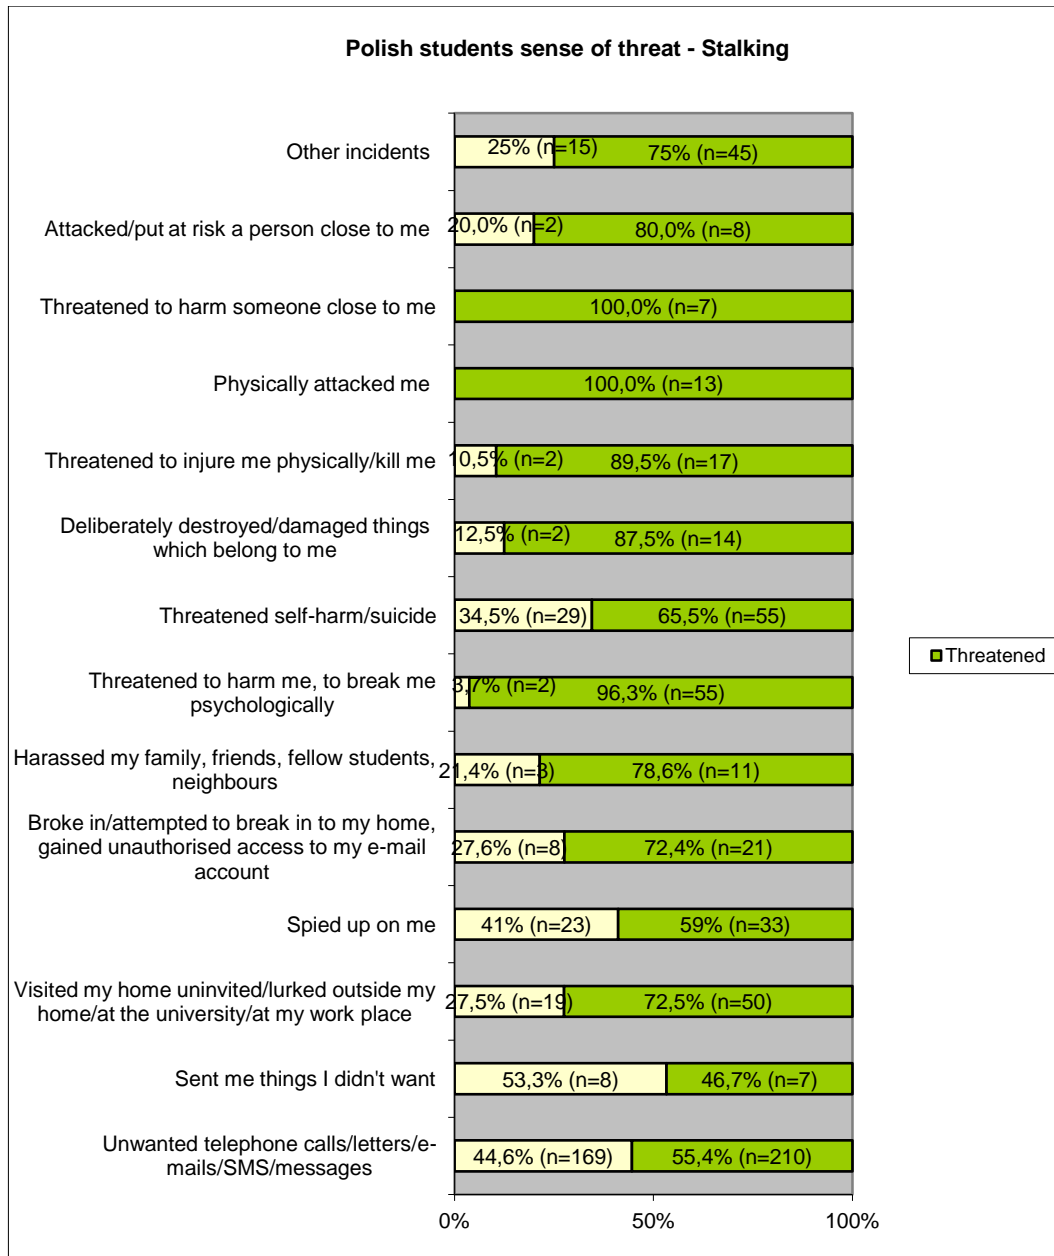 Polish students sense of threat - Stalking
Other incidents
25% (n=15)
75% (n=45)
Attacked/put at risk a person close to me
20,0% (n=2)
80,0% (n=8)
Threatened to harm someone close to me
100,0% (n=7)
Physically attacked me
100,0% (n=13)
Threatened to injure me physically/kill me
10,5% (n=2)
89,5% (n=17)
Deliberately destroyed/damaged things
which belong to me
12,5% (n=2)
87,5% (n=14)
Threatened self-harm/suicide
34,5% (n=29)
65,5% (n=55)
Threatened
Threatened to harm me, to break me
psychologically
3,7% (n=2)
96,3% (n=55)
Harassed my family, friends, fellow students,
neighbours
21,4% (n=3)
78,6% (n=11)
Broke in/attempted to break in to my home,
gained unauthorised access to my e-mail
account
27,6% (n=8)
72,4% (n=21)
Spied up on me
41% (n=23)
59% (n=33)
Visited my home uninvited/lurked outside my
home/at the university/at my work place
27,5% (n=19)
72,5% (n=50)
Sent me things I didn't want
53,3% (n=8)
46,7% (n=7)
Unwanted telephone calls/letters/e-
mails/SMS/messages
44,6% (n=169)
55,4% (n=210)
0%
50%
100%